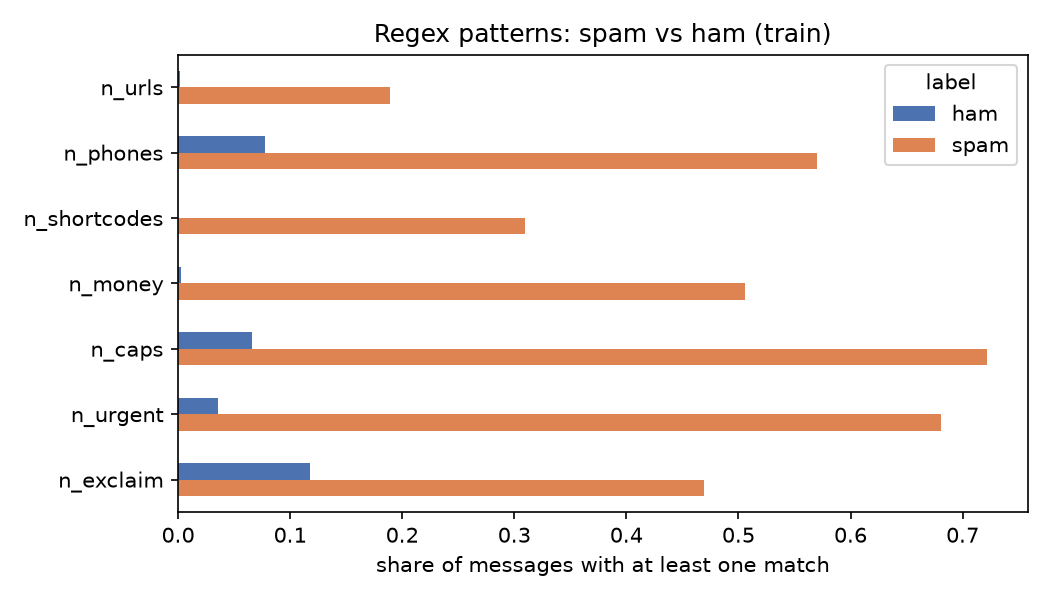 Regex patterns: spam vs ham (train)
label
ham
spam
n_urls
n_phones
n_shortcodes
n_money
n_caps
n_urgent
n_exclaim
0.0 0.1 0.2 0.3 0.4 0.5 0.6 0.7
share of messages with at least one match